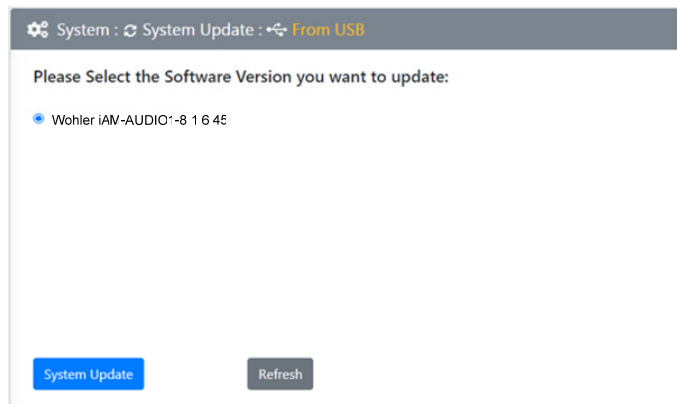 System : System Update : From USB
Please Select the Software Version you want to update:
Wohler iAM-AUDIO1-8 1 6 45
System Update
Refresh